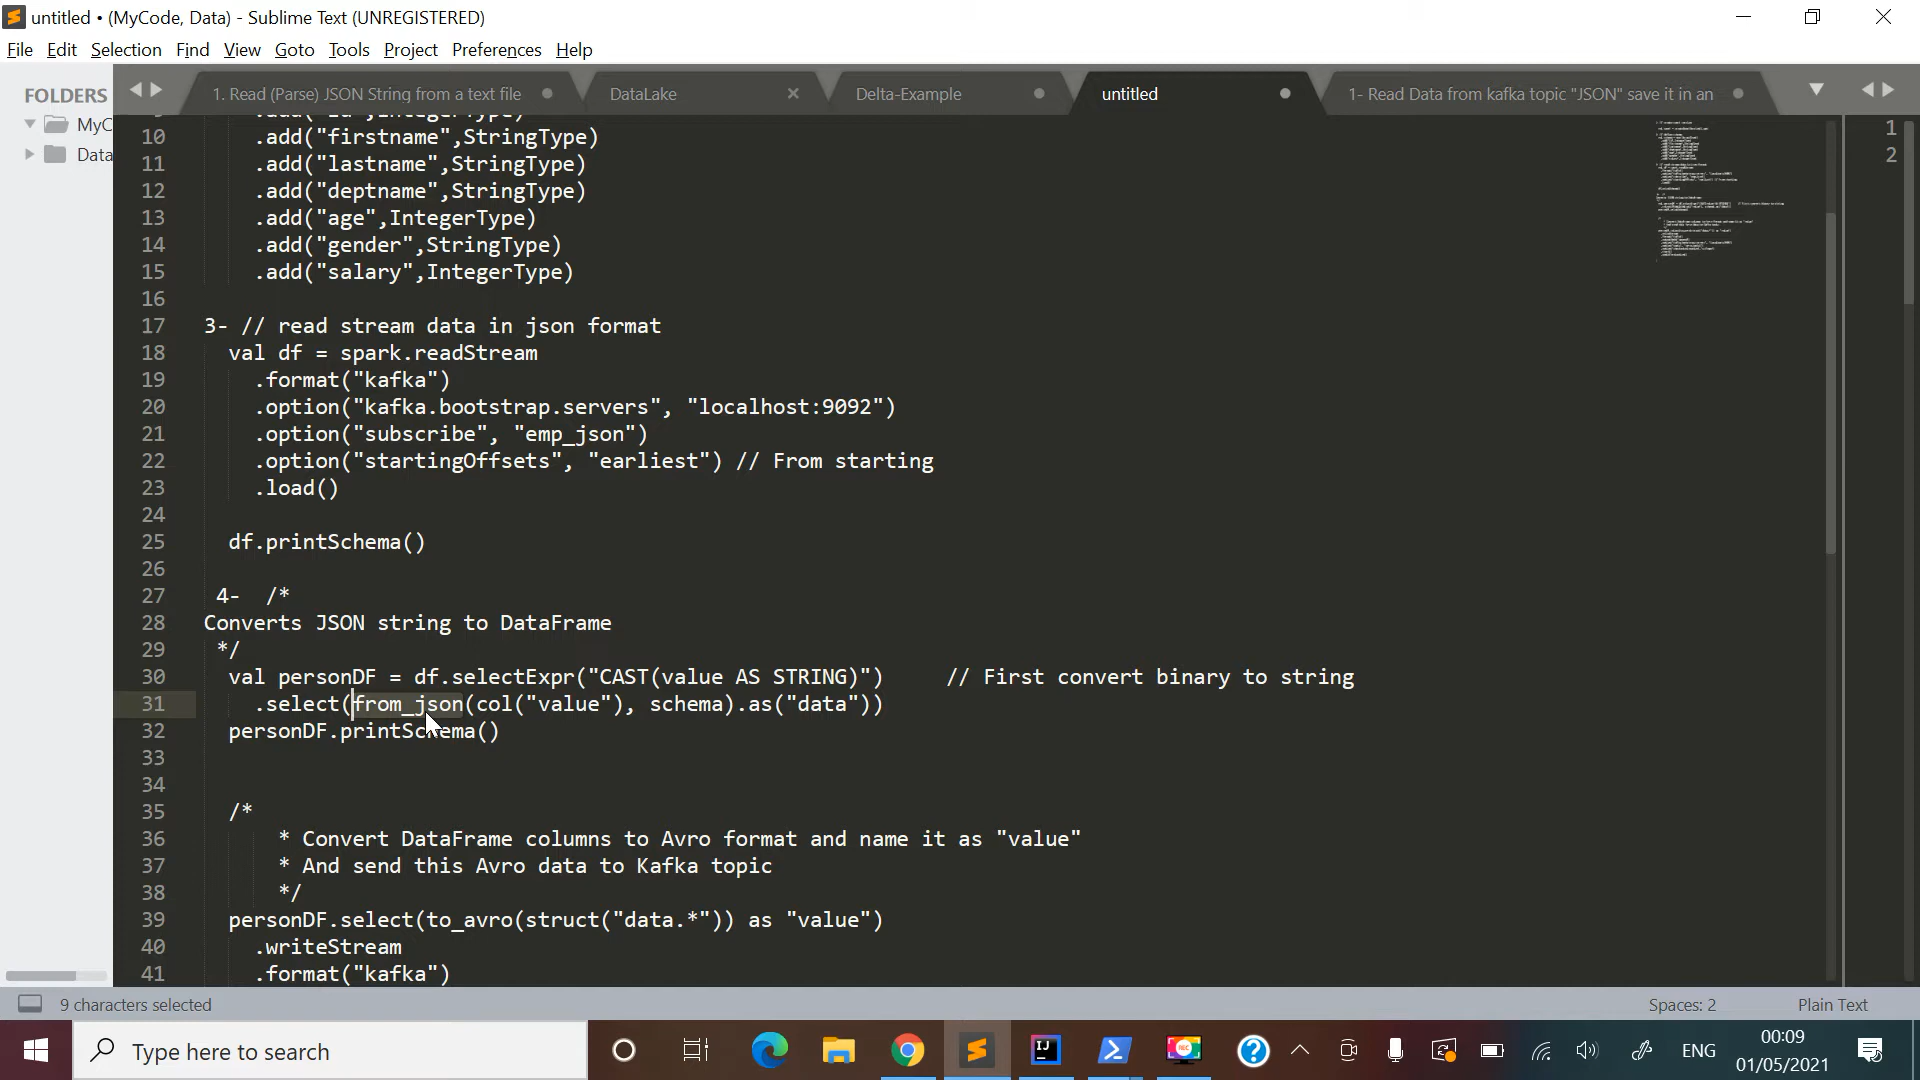 untitled • (MyCode, Data) - Sublime Text (UNREGISTERED)
File Edit Selection Find View Goto Tools Project Preferences Help
FOLDERS
MyC
Data
1. Read (Parse) JSON String from a text file
DataLake
Delta-Example
untitled
1- Read Data from kafka topic "JSON" save it in an
.add("id",IntegerType)
10 .add("firstname",StringType)
11 .add("lastname",StringType)
12 .add("deptname",StringType)
13 .add("age",IntegerType)
14 .add("gender",StringType)
15 .add("salary",IntegerType)
16
17 3- // read stream data in json format
18 val df = spark.readStream
19 .format("kafka")
20 .option("kafka.bootstrap.servers", "localhost:9092")
21 .option("subscribe", "emp_json")
22 .option("startingOffsets", "earliest") // From starting
23 .load()
24
25 df.printSchema()
26
27 4- /*
28 Converts JSON string to DataFrame
29 */
30 val personDF = df.selectExpr("CAST(value AS STRING)") // First convert binary to string
31 .select(from_json(col("value"), schema).as("data"))
32 personDF.printSchema()
33
34
35 /*
36 * Convert DataFrame columns to Avro format and name it as "value"
37 * And send this Avro data to Kafka topic
38 */
39 personDF.select(to_avro(struct("data.*")) as "value")
40 .writeStream
41 .format("kafka")
1
2
9 characters selected
Spaces: 2
Plain Text
Type here to search
ENG
00:09
01/05/2021